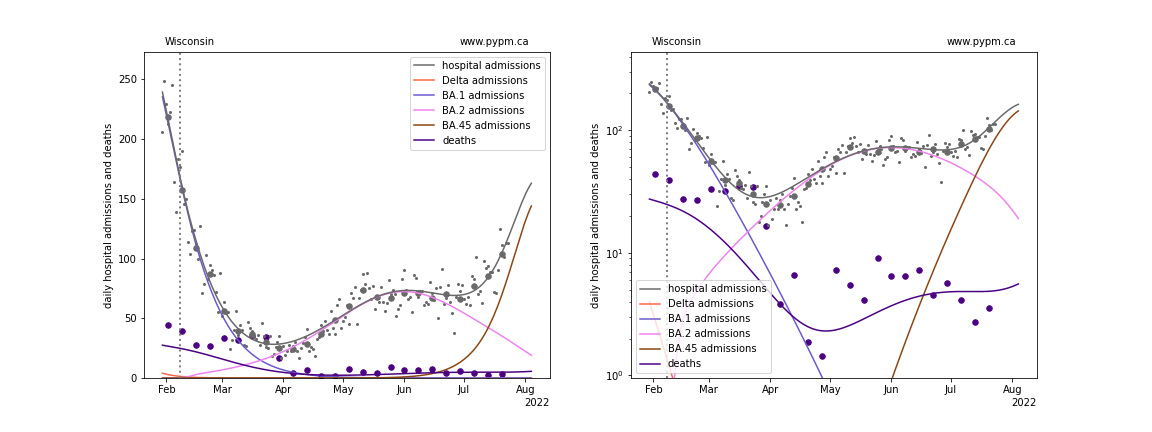 Wisconsin www.pypm.ca
daily hospital admissions and deaths
250
200
150
100
50
0
hospital admissions
Delta admissions
BA.1 admissions
BA.2 admissions
BA.45 admissions
deaths
Feb Mar Apr May Jun Jul Aug
2022
Wisconsin www.pypm.ca
daily hospital admissions and deaths
10²
10¹
10⁰
hospital admissions
Delta admissions
BA.1 admissions
BA.2 admissions
BA.45 admissions
deaths
Feb Mar Apr May Jun Jul Aug
2022